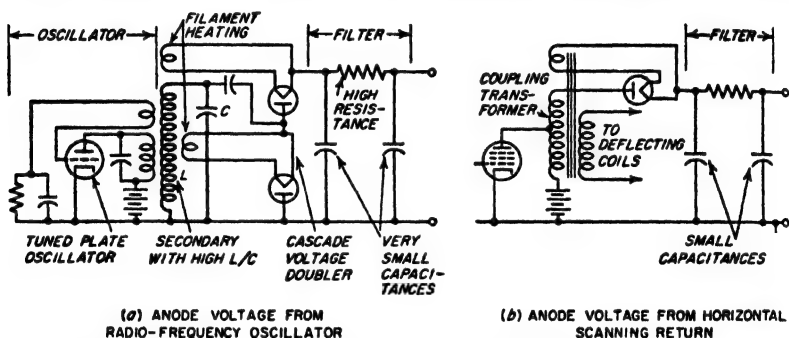 FILAMENT
HEATING
OSCILLATOR
FILTER
HIGH
RESIS-
TANCE
C
L
TUNED PLATE
OSCILLATOR
SECONDARY
WITH HIGH L/C
CASCADE
VOLTAGE
DOUBLER
VERY
SMALL
CAPACI-
TANCES
(a) ANODE VOLTAGE FROM
RADIO-FREQUENCY OSCILLATOR
FILTER
COUPLING
TRANS-
FORMER
TO
DEFLECTING
COILS
SMALL
CAPACITANCES
(b) ANODE VOLTAGE FROM HORIZONTAL
SCANNING RETURN